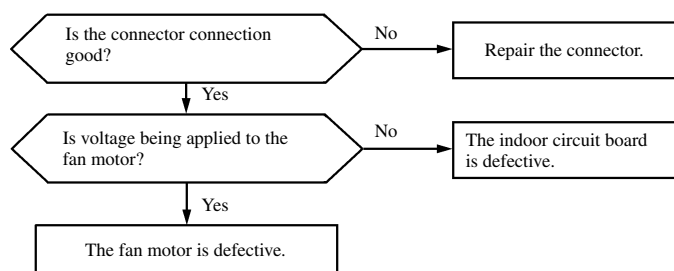 Is the connector connection
good?
No
Repair the connector.
Yes
Is voltage being applied to the
fan motor?
No
The indoor circuit board
is defective.
Yes
The fan motor is defective.